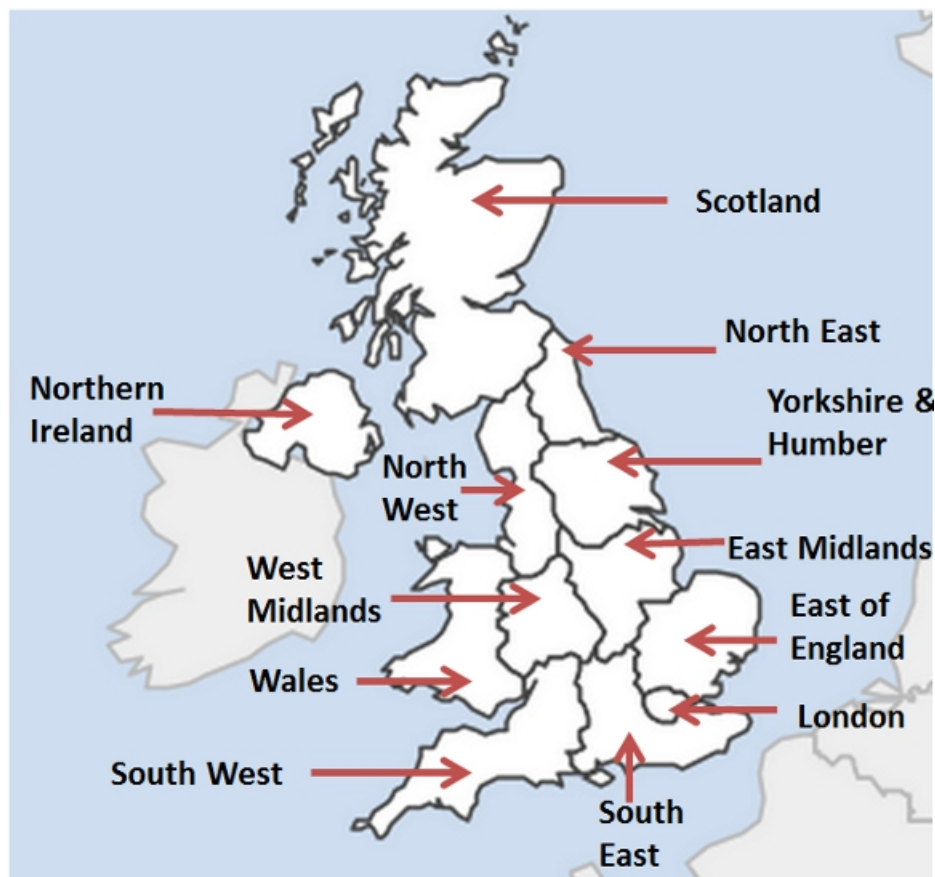 Scotland
North East
Northern
Ireland
Yorkshire &
Humber
North
West
East Midlands
West
Midlands
East of
England
Wales
London
South West
South
East